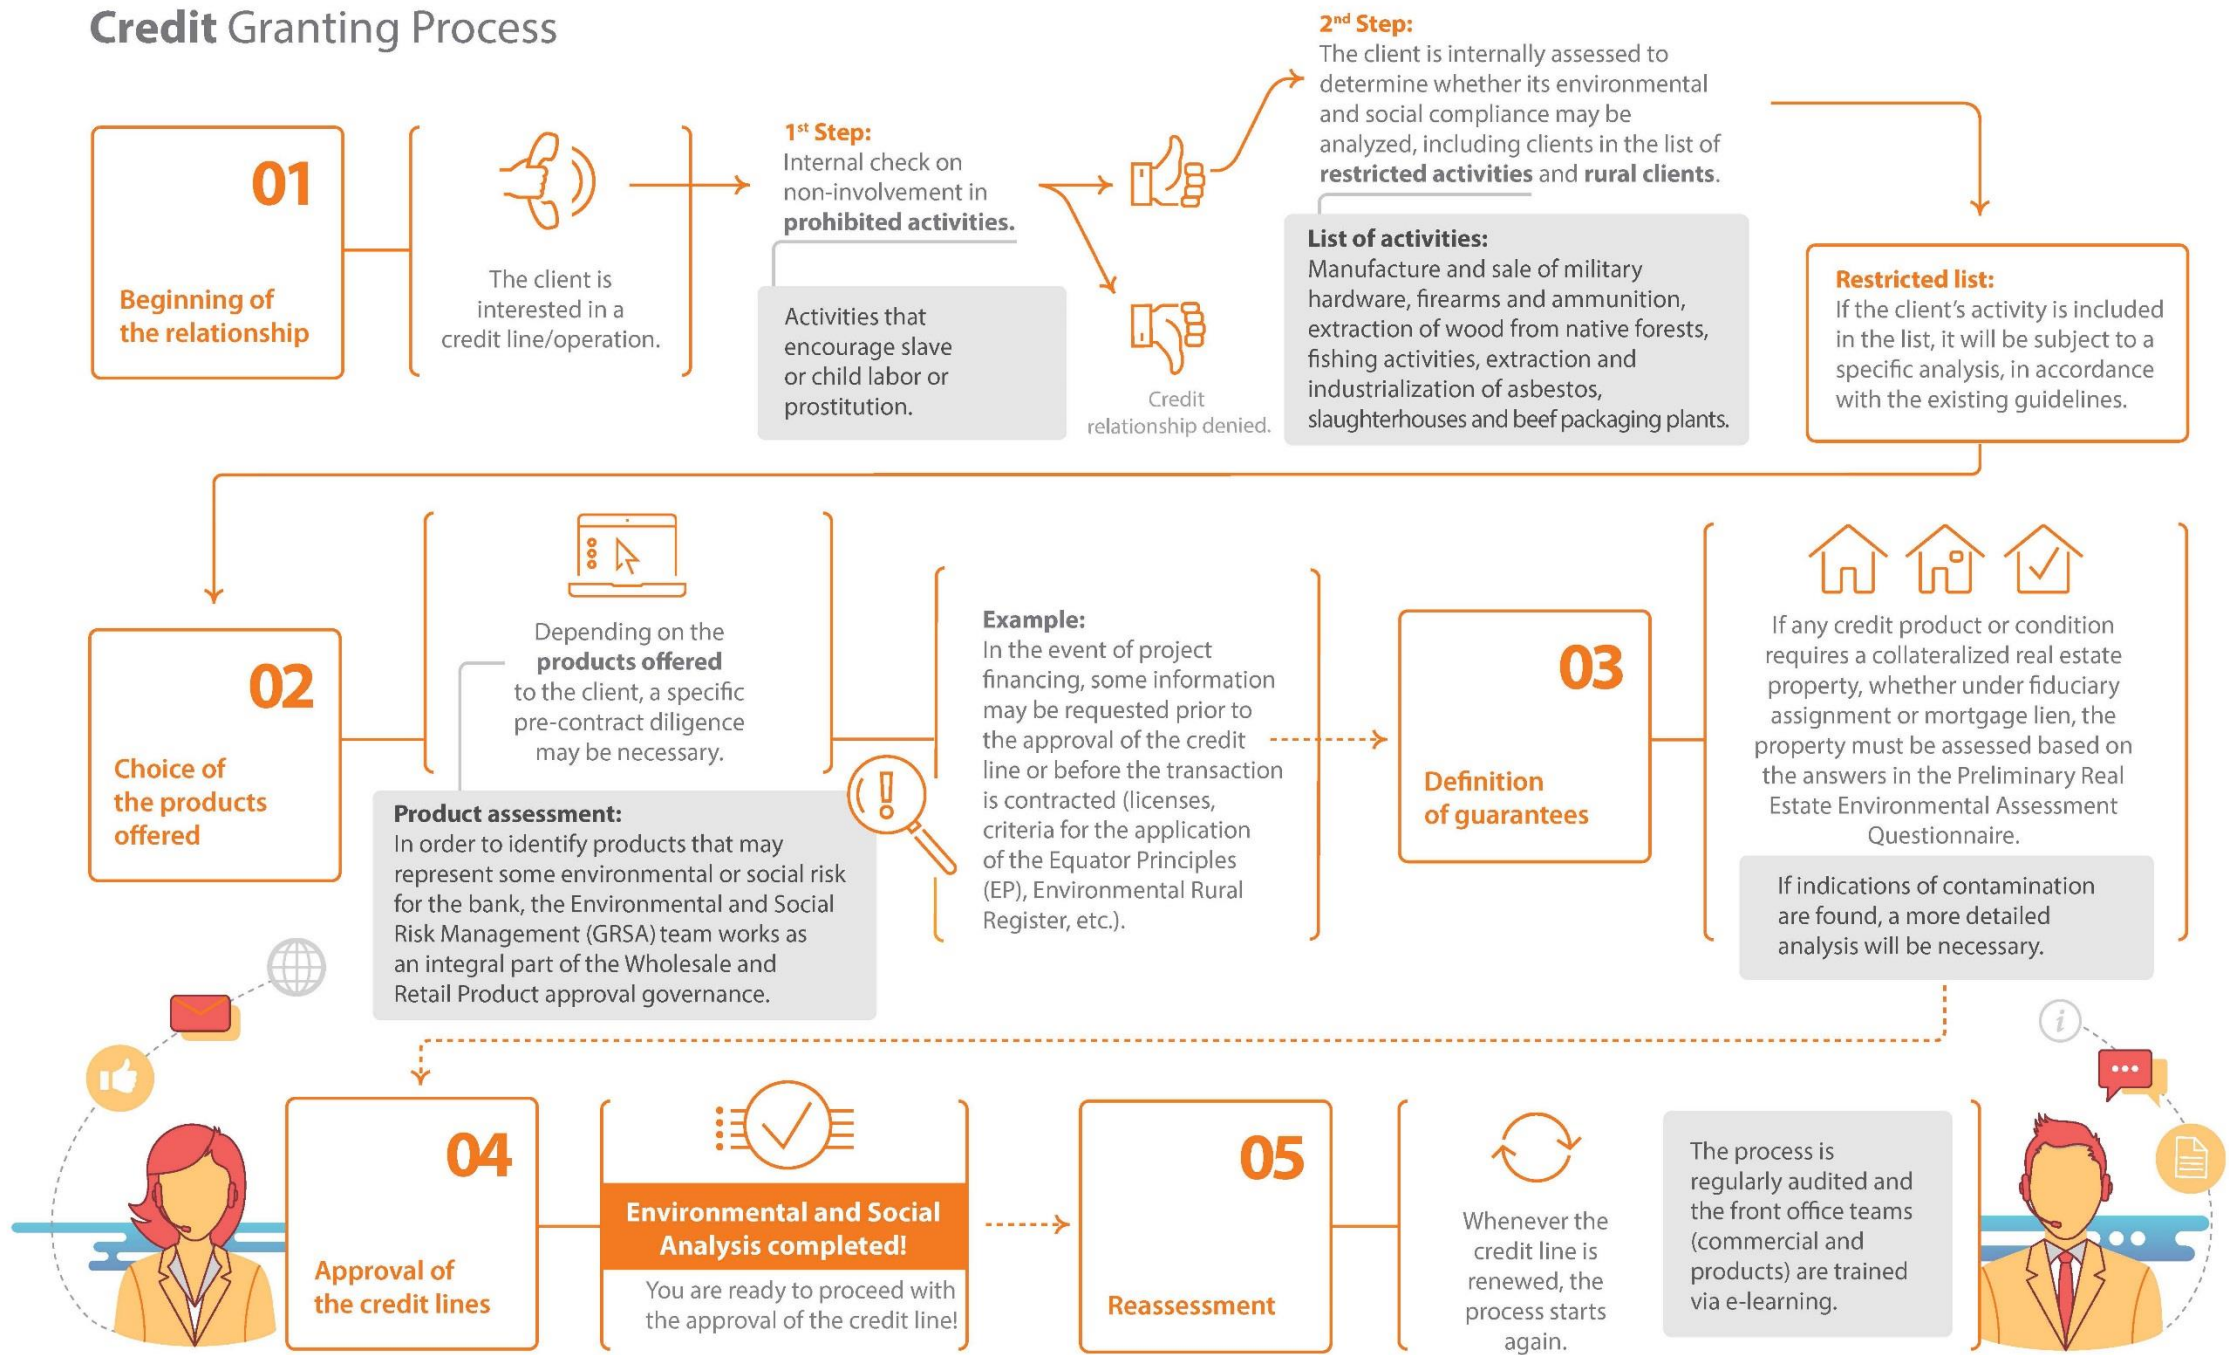 Credit Granting Process
01
Beginning of
the relationship
The client is
interested in a
credit line/operation.
1st Step:
Internal check on
non-involvement in
prohibited activities.
Activities that
encourage slave
or child labor or
prostitution.
Credit
relationship denied.
2nd Step:
The client is internally assessed to
determine whether its environmental
and social compliance may be
analyzed, including clients in the list of
restricted activities and rural clients.
List of activities:
Manufacture and sale of military
hardware, firearms and ammunition,
extraction of wood from native forests,
fishing activities, extraction and
industrialization of asbestos,
slaughterhouses and beef packaging plants.
Restricted list:
If the client's activity is included
in the list, it will be subject to a
specific analysis, in accordance
with the existing guidelines.
02
Choice of
the products
offered
Depending on the
products offered
to the client, a specific
pre-contract diligence
may be necessary.
Product assessment:
In order to identify products that may
represent some environmental or social risk
for the bank, the Environmental and Social
Risk Management (GRSA) team works as
an integral part of the Wholesale and
Retail Product approval governance.
Example:
In the event of project
financing, some information
may be requested prior to
the approval of the credit
line or before the transaction
is contracted (licenses,
criteria for the application
of the Equator Principles
(EP), Environmental Rural
Register, etc.).
03
Definition
of guarantees
If any credit product or condition
requires a collateralized real estate
property, whether under fiduciary
assignment or mortgage lien, the
property must be assessed based on
the answers in the Preliminary Real
Estate Environmental Assessment
Questionnaire.
If indications of contamination
are found, a more detailed
analysis will be necessary.
04
Approval of
the credit lines
Environmental and Social
Analysis completed!
You are ready to proceed with
the approval of the credit line!
05
Reassessment
Whenever the
credit line is
renewed, the
process starts
again.
The process is
regularly audited and
the front office teams
(commercial and
products) are trained
via e-learning.
i